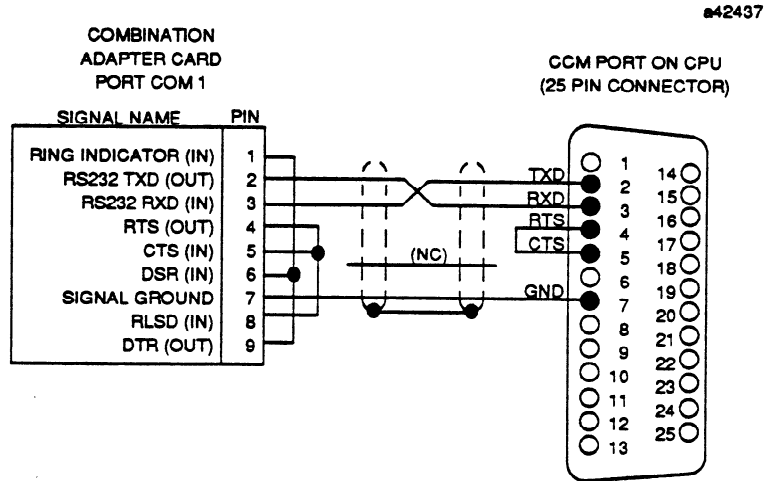 a42437
COMBINATION
ADAPTER CARD
PORT COM 1
CCM PORT ON CPU
(25 PIN CONNECTOR)
SIGNAL NAME PIN
RING INDICATOR (IN) 1
RS232 TXD (OUT) 2
RS232 RXD (IN) 3
RTS (OUT) 4
CTS (IN) 5
DSR (IN) 6
SIGNAL GROUND 7
RLSD (IN) 8
DTR (OUT) 9
(NC)
TXD
RXD
RTS
CTS
GND
1
2
3
4
5
6
7
8
9
10
11
12
13
14
15
16
17
18
19
20
21
22
23
24
25